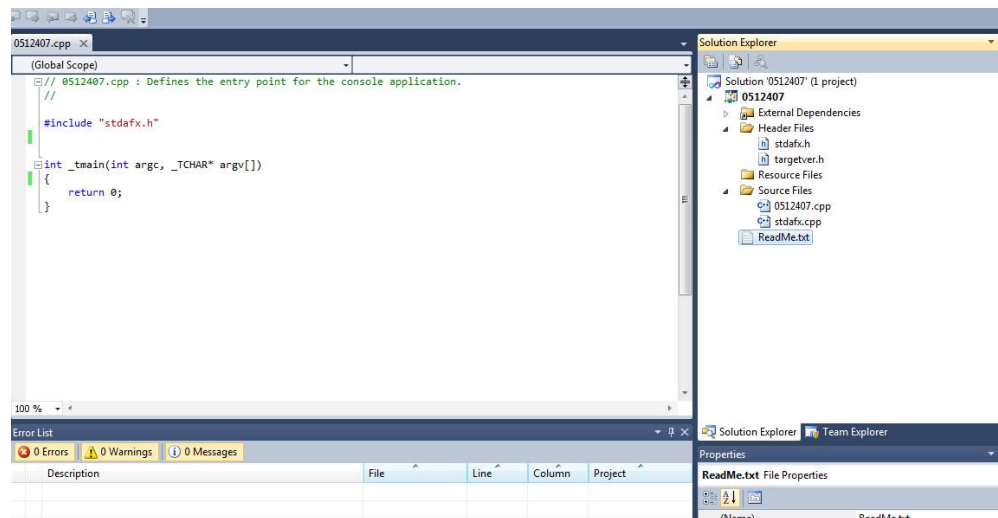 0512407.cpp
(Global Scope)
// 0512407.cpp : Defines the entry point for the console application.
//
#include "stdafx.h"
int _tmain(int argc, _TCHAR* argv[])
{
return 0;
}
100 %
Error List
0 Errors
0 Warnings
0 Messages
Description File Line Column Project
Solution Explorer
Solution '0512407' (1 project)
0512407
External Dependencies
Header Files
stdafx.h
targetver.h
Resource Files
Source Files
0512407.cpp
stdafx.cpp
ReadMe.txt
Solution Explorer
Team Explorer
Properties
ReadMe.txt File Properties
(Name) ReadMe.txt